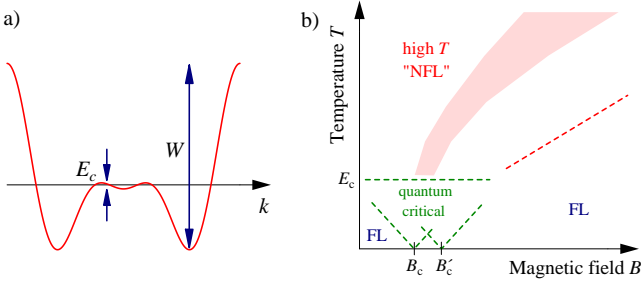 a)
W
E_c
k
b)
Temperature T
high T
"NFL"
E_c
quantum
critical
FL
FL
B_c
B_c′
Magnetic field B